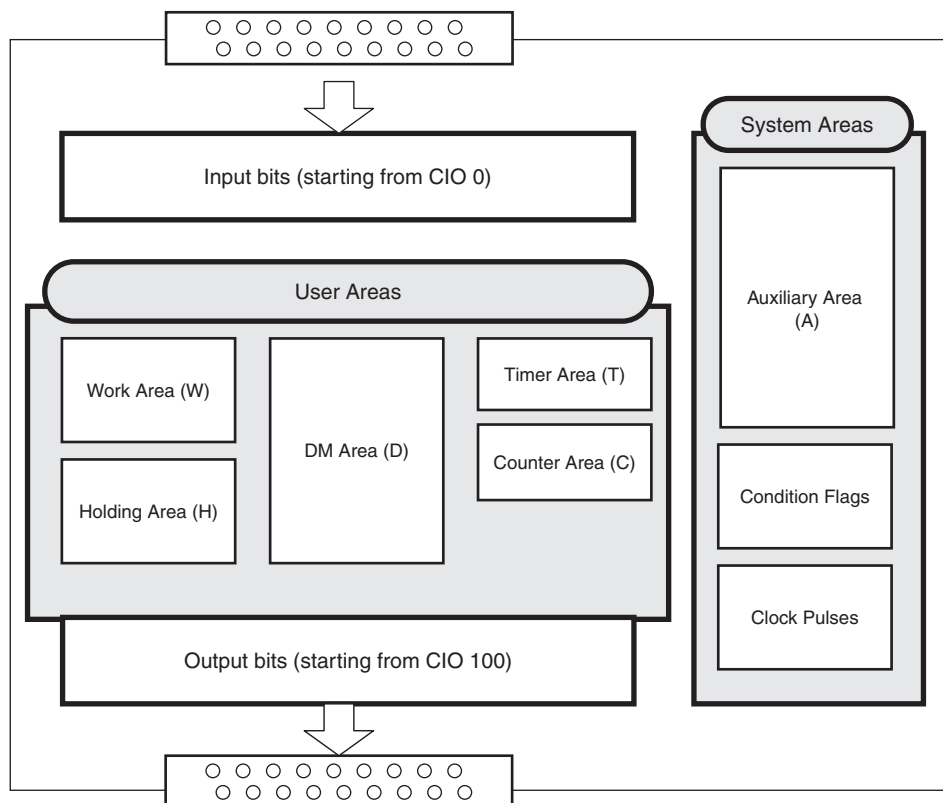 System Areas
Input bits (starting from CIO 0)
User Areas
Auxiliary Area
(A)
Work Area (W)
DM Area (D)
Timer Area (T)
Counter Area (C)
Holding Area (H)
Condition Flags
Clock Pulses
Output bits (starting from CIO 100)